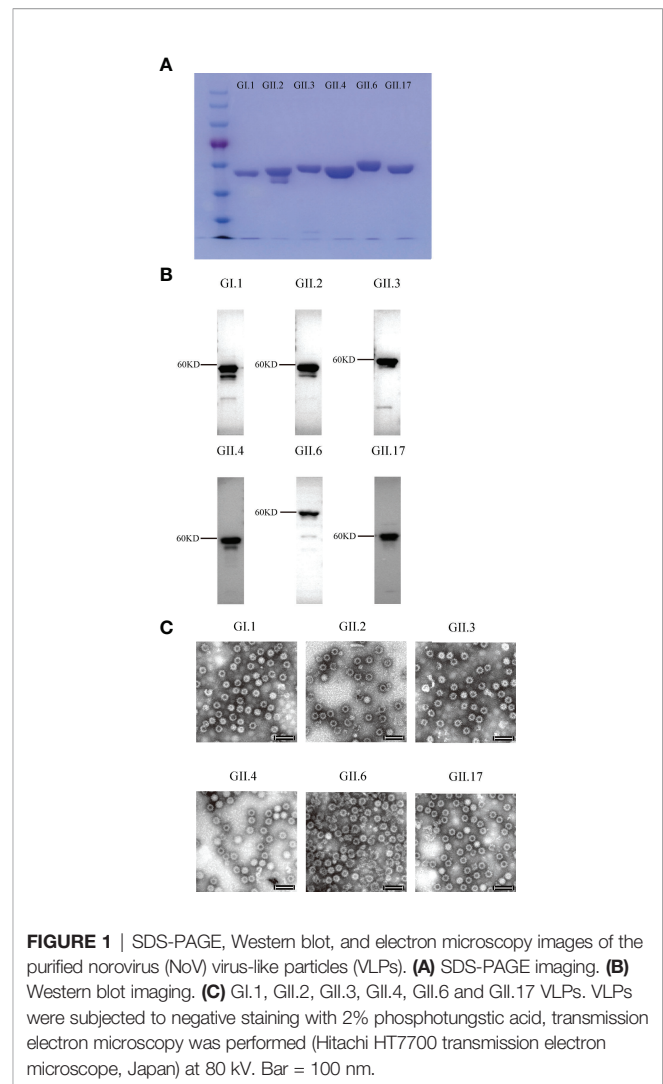 A
GI.1 GII.2 GII.3 GII.4 GII.6 GII.17
B
GI.1 GII.2 GII.3
60KD 60KD 60KD
GII.4 GII.6 GII.17
60KD 60KD 60KD
C
GI.1 GII.2 GII.3
GII.4 GII.6 GII.17
FIGURE 1 | SDS-PAGE, Western blot, and electron microscopy images of the
purified norovirus (NoV) virus-like particles (VLPs). (A) SDS-PAGE imaging. (B)
Western blot imaging. (C) GI.1, GII.2, GII.3, GII.4, GII.6 and GII.17 VLPs. VLPs
were subjected to negative staining with 2% phosphotungstic acid, transmission
electron microscopy was performed (Hitachi HT7700 transmission electron
microscope, Japan) at 80 kV. Bar = 100 nm.